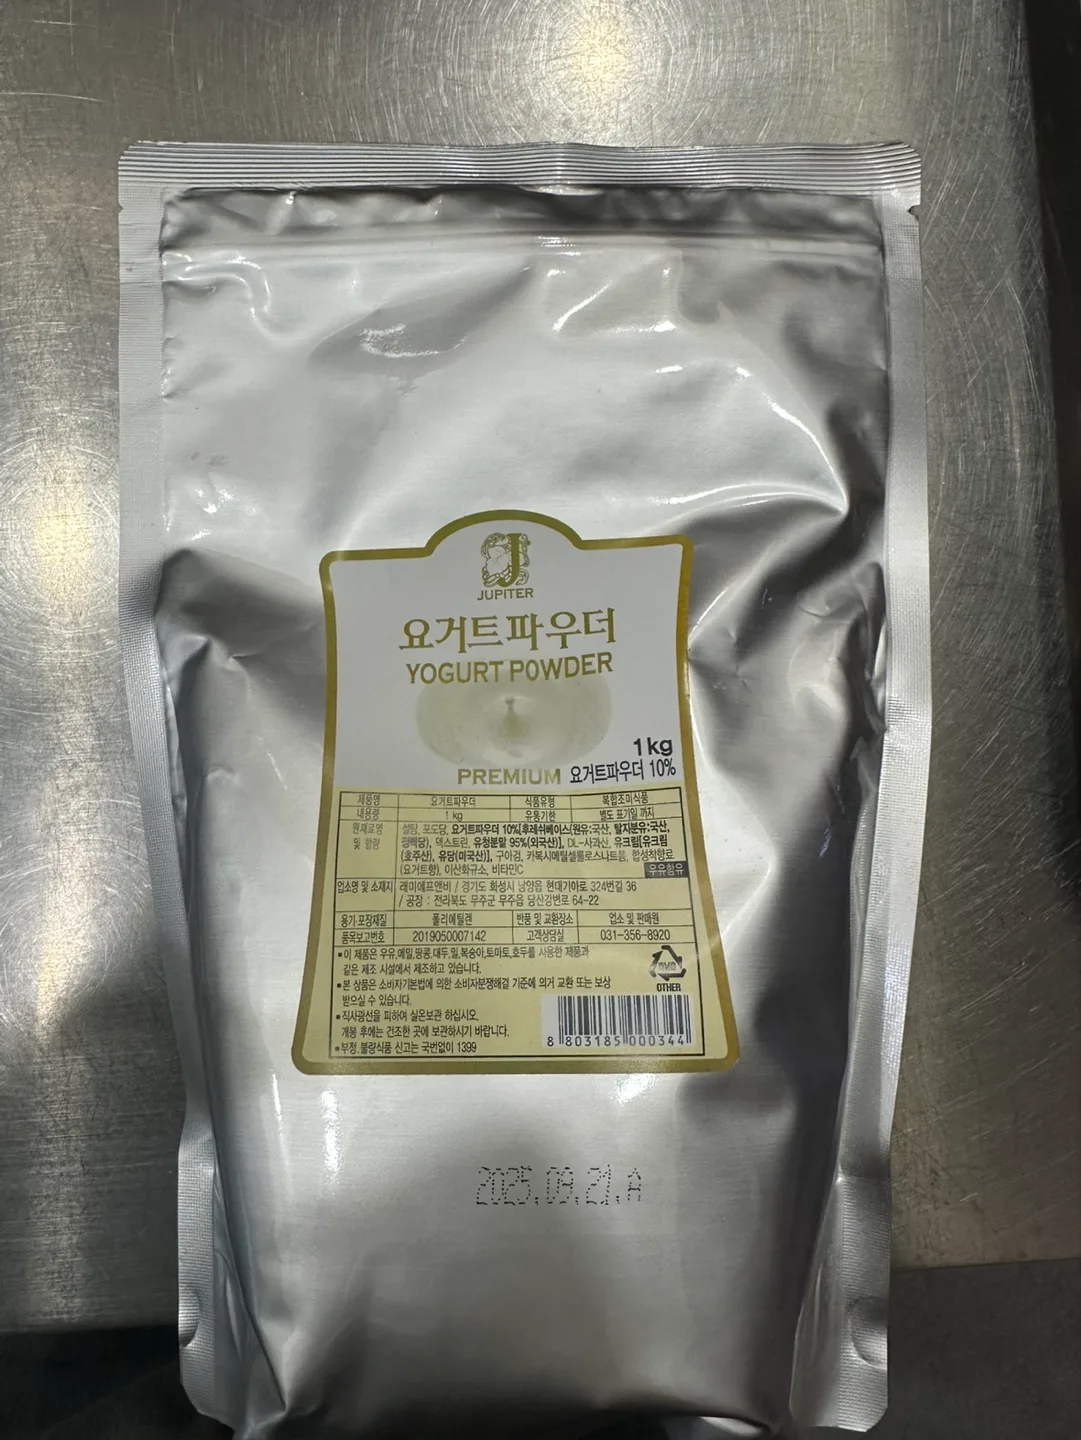 JUPITER
요거트파우더
YOGURT POWDER
1kg
PREMIUM 요거트파우더 10%
제품명 요거트파우더 식품유형 복합조미식품
내용량 1 kg 유통기한 별도 표기일 까지
원재료명 설탕, 포도당, 요거트파우더 10%[후레쉬베이스(원유:국산, 탈지분유:국산,
및 함량 덱스트린, 유청분말 95%(외국산)], DL-사과산, 유크림[유크림
(호주산), 유당(미국산)], 구아검, 카복시메틸셀룰로스나트륨, 합성착향료
(요거트향), 이산화규소, 비타민C 우유함유
업소명 및 소재지 래미에프앤비 / 경기도 화성시 남양읍 현대기아로 324번길 36
/ 공장 : 전라북도 무주군 무주읍 당산강변로 64-22
용기·포장재질 폴리에틸렌 반품 및 교환장소 업소 및 판매원
품목보고번호 2019050007142 고객상담실 031-356-8920
▪이 제품은 우유,메밀,땅콩,대두,밀,복숭아,토마토,호두를 사용한 제품과
같은 제조 시설에서 제조하고 있습니다.
▪본 상품은 소비자기본법에 의한 소비자분쟁해결 기준에 의거 교환 또는 보상
받으실 수 있습니다.
▪직사광선을 피하여 실온보관 하십시오.
개봉 후에는 건조한 곳에 보관하시기 바랍니다.
▪부정, 불량식품 신고는 국번없이 1399
OTHER
8 803185 000344
2025.09.21.A